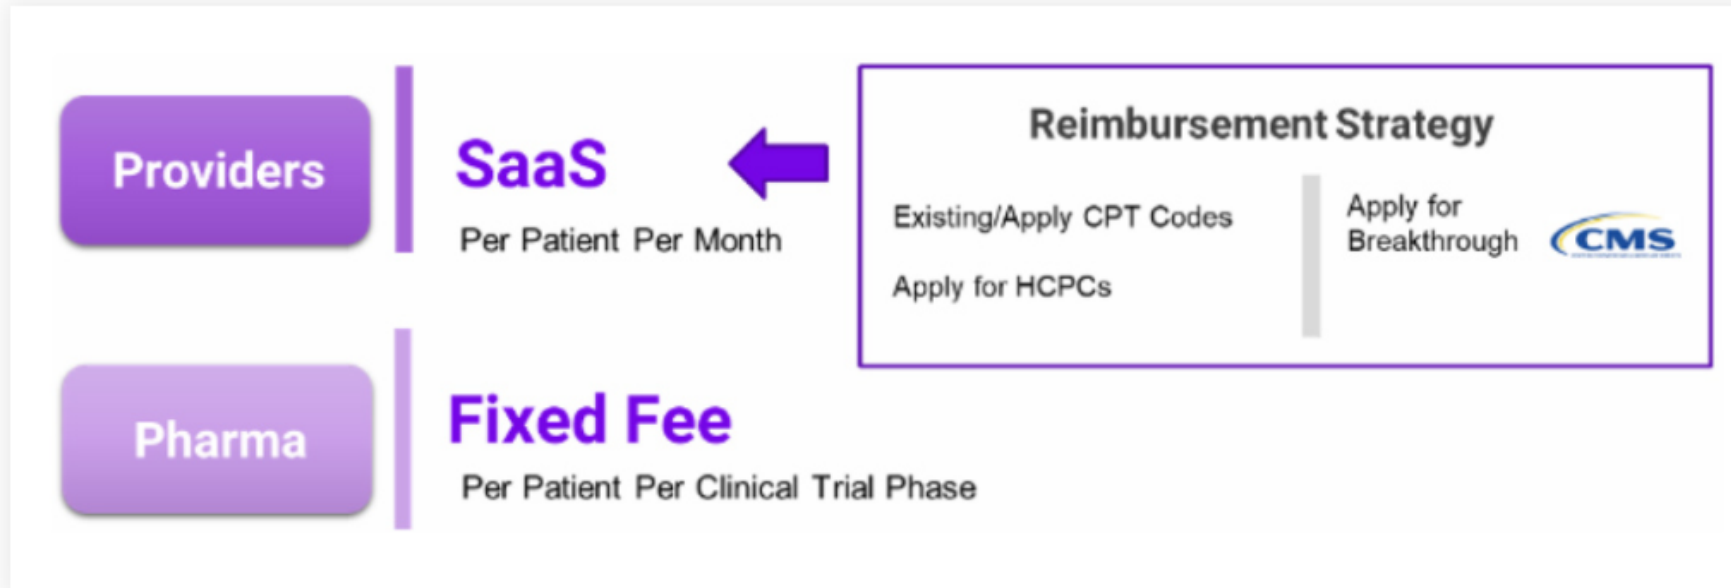 Providers
SaaS
Per Patient Per Month
Reimbursement Strategy
Existing/Apply CPT Codes
Apply for HCPCs
Apply for
Breakthrough
CMS
Pharma
Fixed Fee
Per Patient Per Clinical Trial Phase